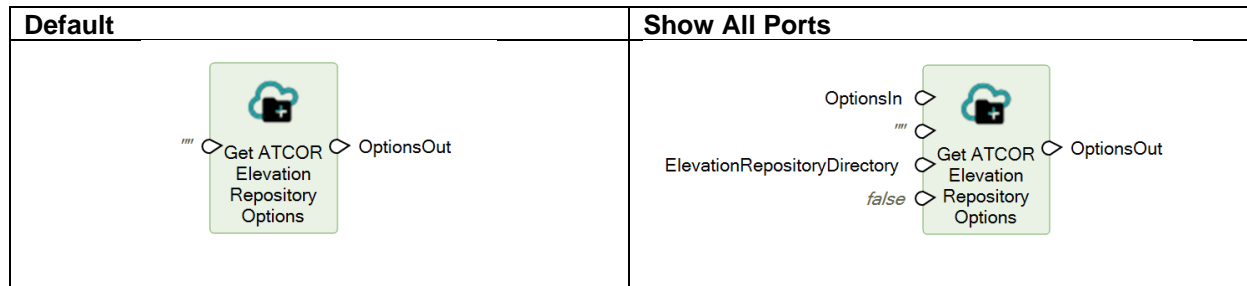 Default
Show All Ports
""
Get ATCOR
Elevation
Repository
Options
OptionsOut
OptionsIn
""
ElevationRepositoryDirectory
false
Get ATCOR
Elevation
Repository
Options
OptionsOut